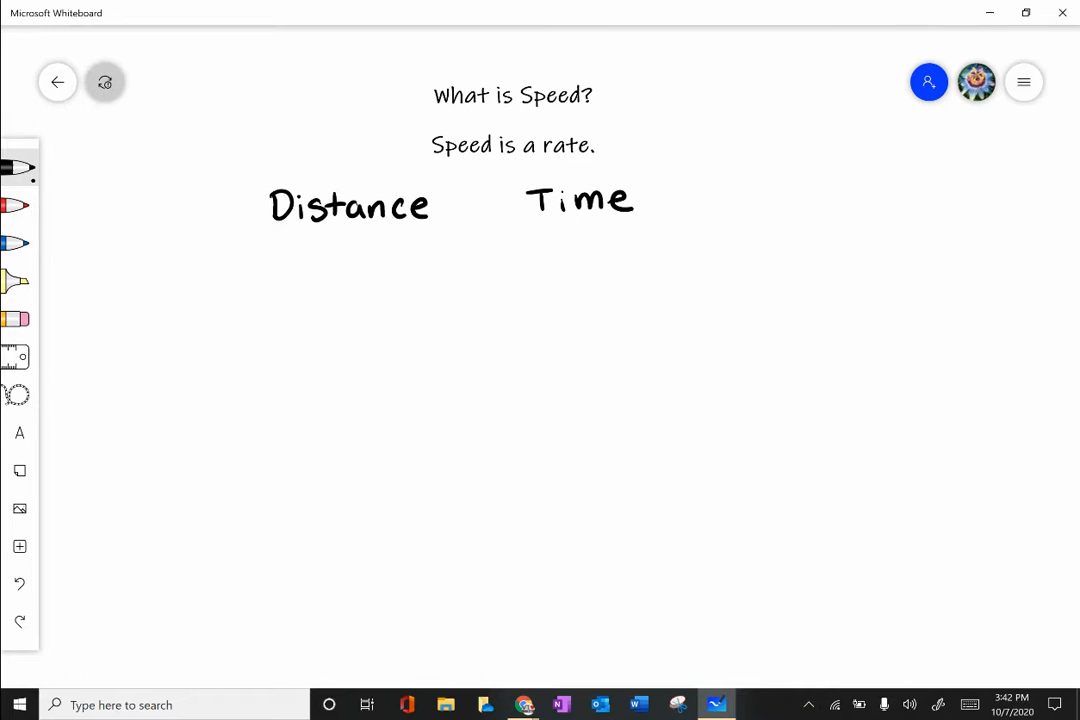 Microsoft Whiteboard
What is Speed?
Speed is a rate.
Distance Time
A
Type here to search
3:42 PM
10/7/2020